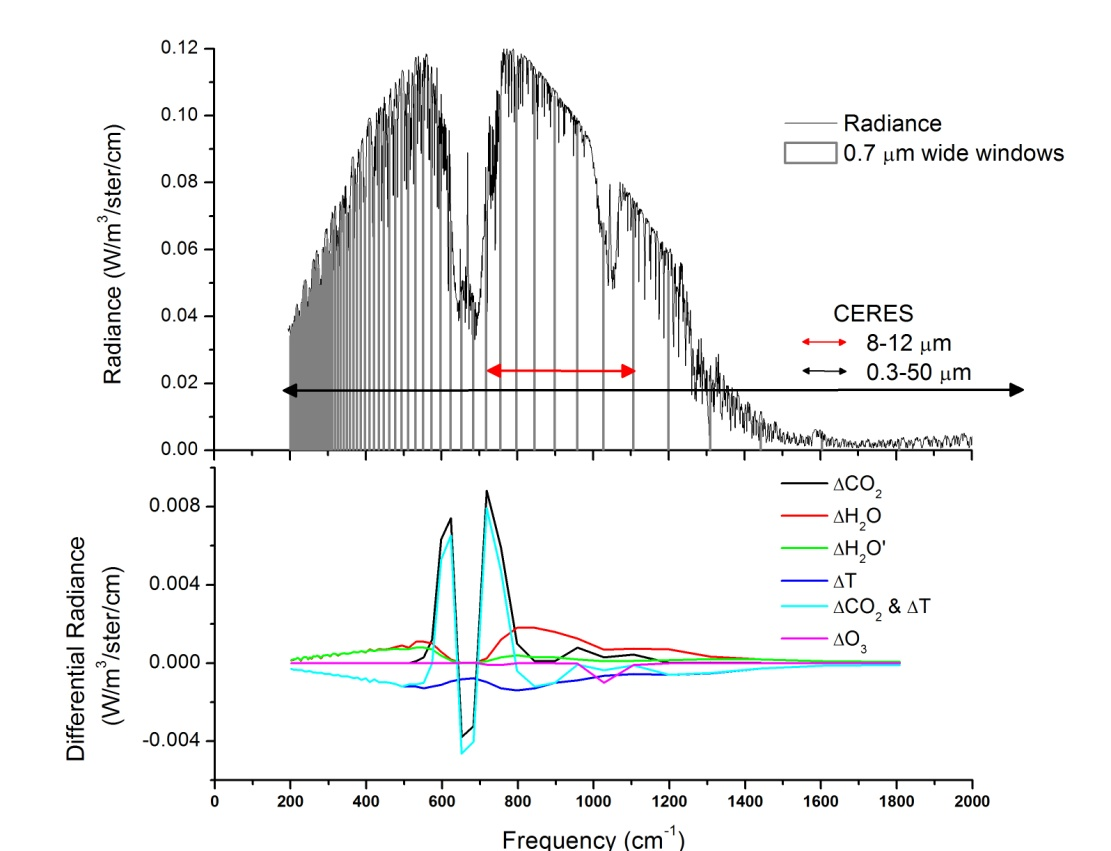 0.12
0.10
0.08
0.06
0.04
0.02
0.00
Radiance (W/m³/ster/cm)
Radiance
0.7 µm wide windows
CERES
8-12 µm
0.3-50 µm
0.008
0.004
0.000
-0.004
Differential Radiance
(W/m³/ster/cm)
ΔCO₂
ΔH₂O
ΔH₂O'
ΔT
ΔCO₂ & ΔT
ΔO₃
0 200 400 600 800 1000 1200 1400 1600 1800 2000
Frequency (cm⁻¹)